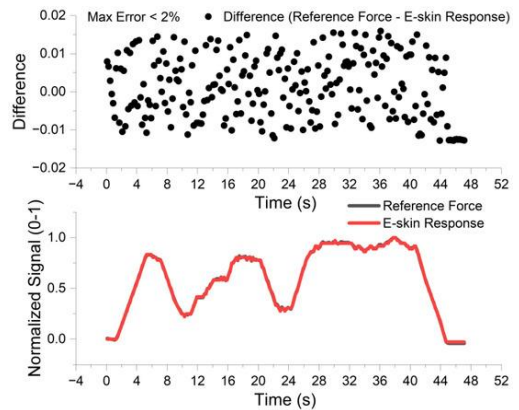 Max Error < 2%
Difference (Reference Force - E-skin Response)
0.02
0.01
0.00
−0.01
−0.02
Difference
−4 0 4 8 12 16 20 24 28 32 36 40 44 48 52
Time (s)
Reference Force
E-skin Response
1.0
0.5
0.0
Normalized Signal (0-1)
−4 0 4 8 12 16 20 24 28 32 36 40 44 48 52
Time (s)